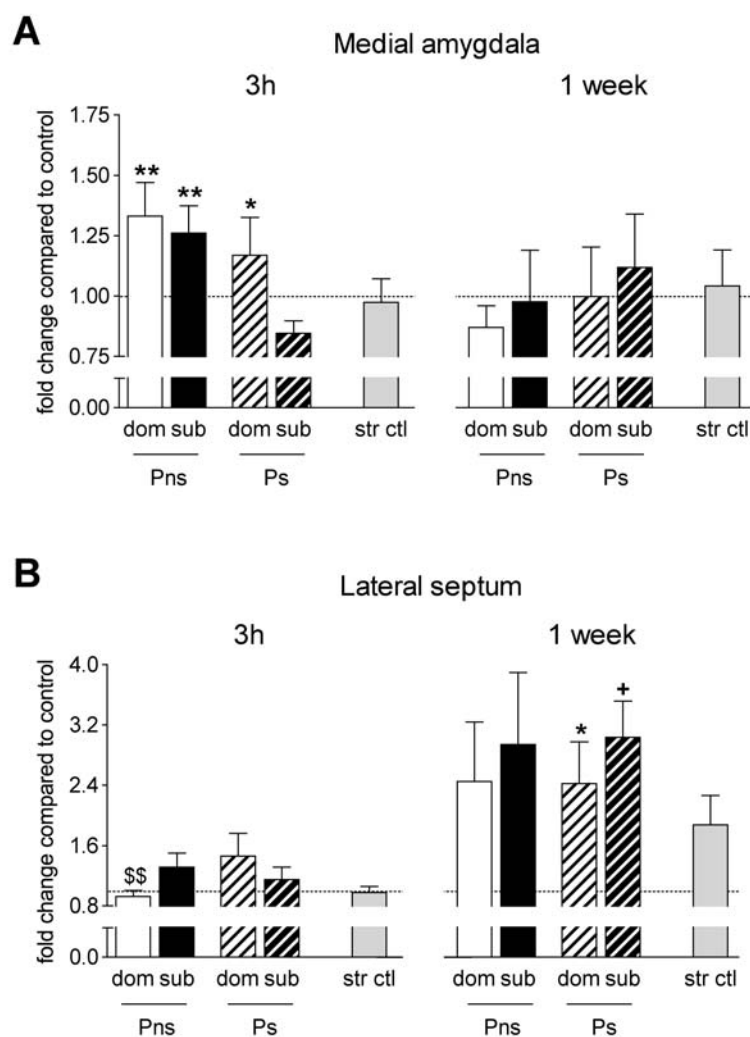 A
Medial amygdala
3h 1 week
fold change compared to control
1.75
1.50
1.25
1.00
0.75
0.00
** ** *
dom sub dom sub str ctl dom sub dom sub str ctl
Pns Ps Pns Ps
B
Lateral septum
3h 1 week
fold change compared to control
4.0
3.2
2.4
1.6
0.8
0.0
$$ * +
dom sub dom sub str ctl dom sub dom sub str ctl
Pns Ps Pns Ps